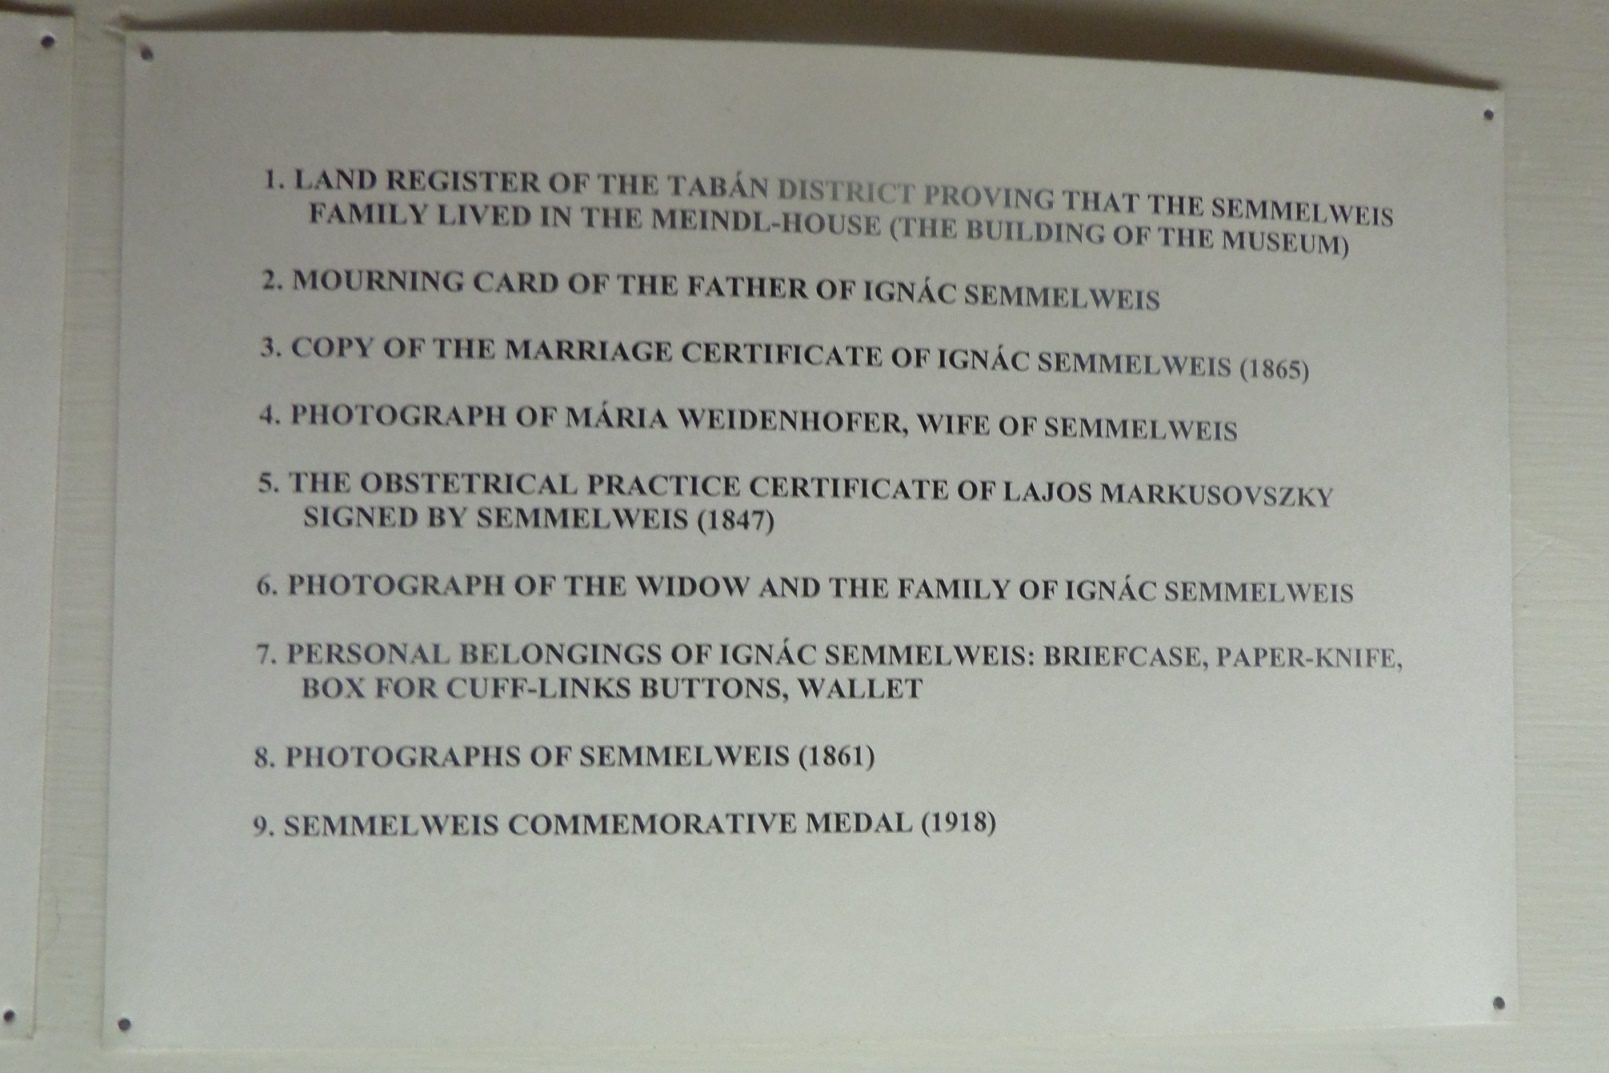 1. LAND REGISTER OF THE TABÁN DISTRICT PROVING THAT THE SEMMELWEIS
FAMILY LIVED IN THE MEINDL-HOUSE (THE BUILDING OF THE MUSEUM)
2. MOURNING CARD OF THE FATHER OF IGNÁC SEMMELWEIS
3. COPY OF THE MARRIAGE CERTIFICATE OF IGNÁC SEMMELWEIS (1865)
4. PHOTOGRAPH OF MÁRIA WEIDENHOFER, WIFE OF SEMMELWEIS
5. THE OBSTETRICAL PRACTICE CERTIFICATE OF LAJOS MARKUSOVSZKY
SIGNED BY SEMMELWEIS (1847)
6. PHOTOGRAPH OF THE WIDOW AND THE FAMILY OF IGNÁC SEMMELWEIS
7. PERSONAL BELONGINGS OF IGNÁC SEMMELWEIS: BRIEFCASE, PAPER-KNIFE,
BOX FOR CUFF-LINKS BUTTONS, WALLET
8. PHOTOGRAPHS OF SEMMELWEIS (1861)
9. SEMMELWEIS COMMEMORATIVE MEDAL (1918)